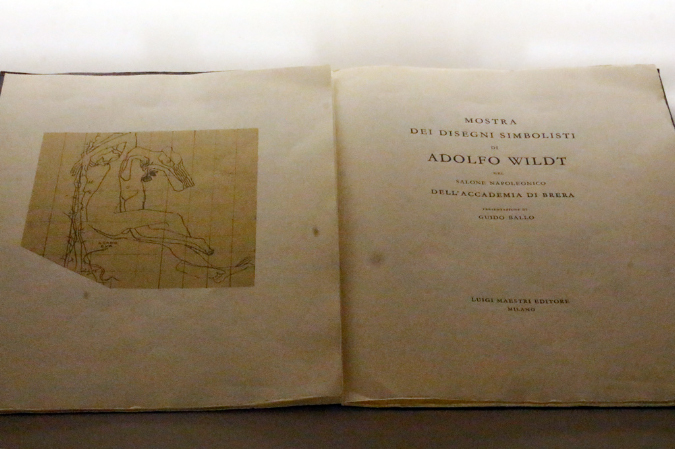 MOSTRA
DEI DISEGNI SIMBOLISTI
DI
ADOLFO WILDT
NEL
SALONE NAPOLEONICO
DELL'ACCADEMIA DI BRERA
PRESENTAZIONE DI
GUIDO BALLO
LUIGI MAESTRI EDITORE
MILANO